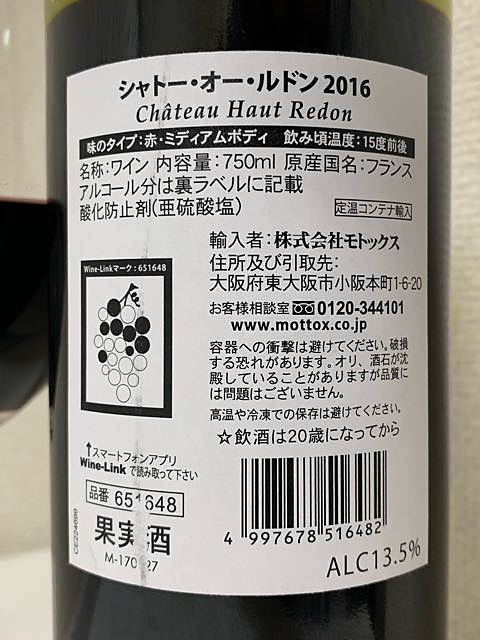 シャトー・オー・ルドン 2016
Château Haut Redon
味のタイプ:赤・ミディアムボディ 飲み頃温度:15度前後
名称:ワイン 内容量:750ml 原産国名:フランス
アルコール分は裏ラベルに記載
酸化防止剤(亜硫酸塩)
定温コンテナ輸入
輸入者:株式会社モトックス
住所及び引取先:
大阪府東大阪市小阪本町1-6-20
お客様相談室 0120-344101
www.mottox.co.jp
容器への衝撃は避けてください。破損
する恐れがあります。オリ、酒石が沈
殿していることがありますが品質に
は問題はございません。
高温や冷凍での保存は避けてください。
☆飲酒は20歳になってから
Wine-Linkマーク:651648
↑スマートフォンアプリ
Wine-Link で読み取って下さい
品番 651648
果実酒
4 997678 516482
ALC13.5%